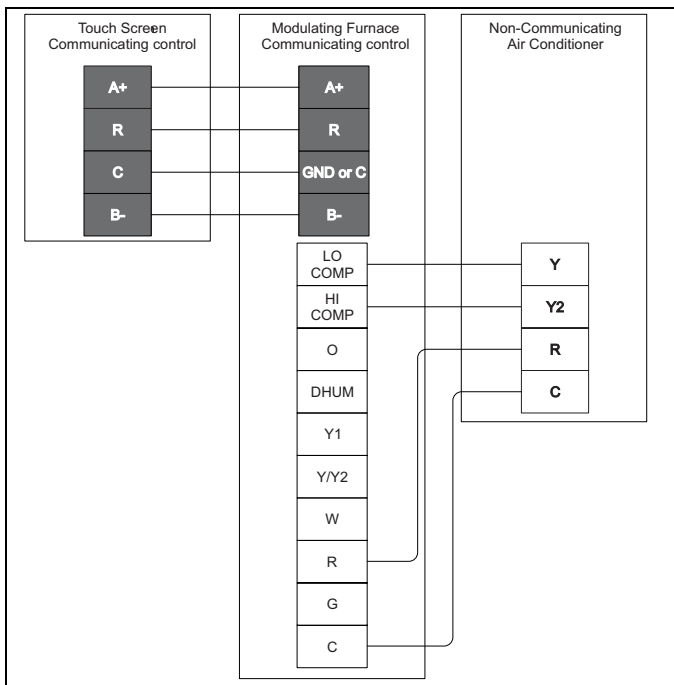 Touch Screen
Communicating control
Modulating Furnace
Communicating control
Non-Communicating
Air Conditioner
A+
R
C
B-
A+
R
GND or C
B-
LO
COMP
HI
COMP
O
DHUM
Y1
Y/Y2
W
R
G
C
Y
Y2
R
C